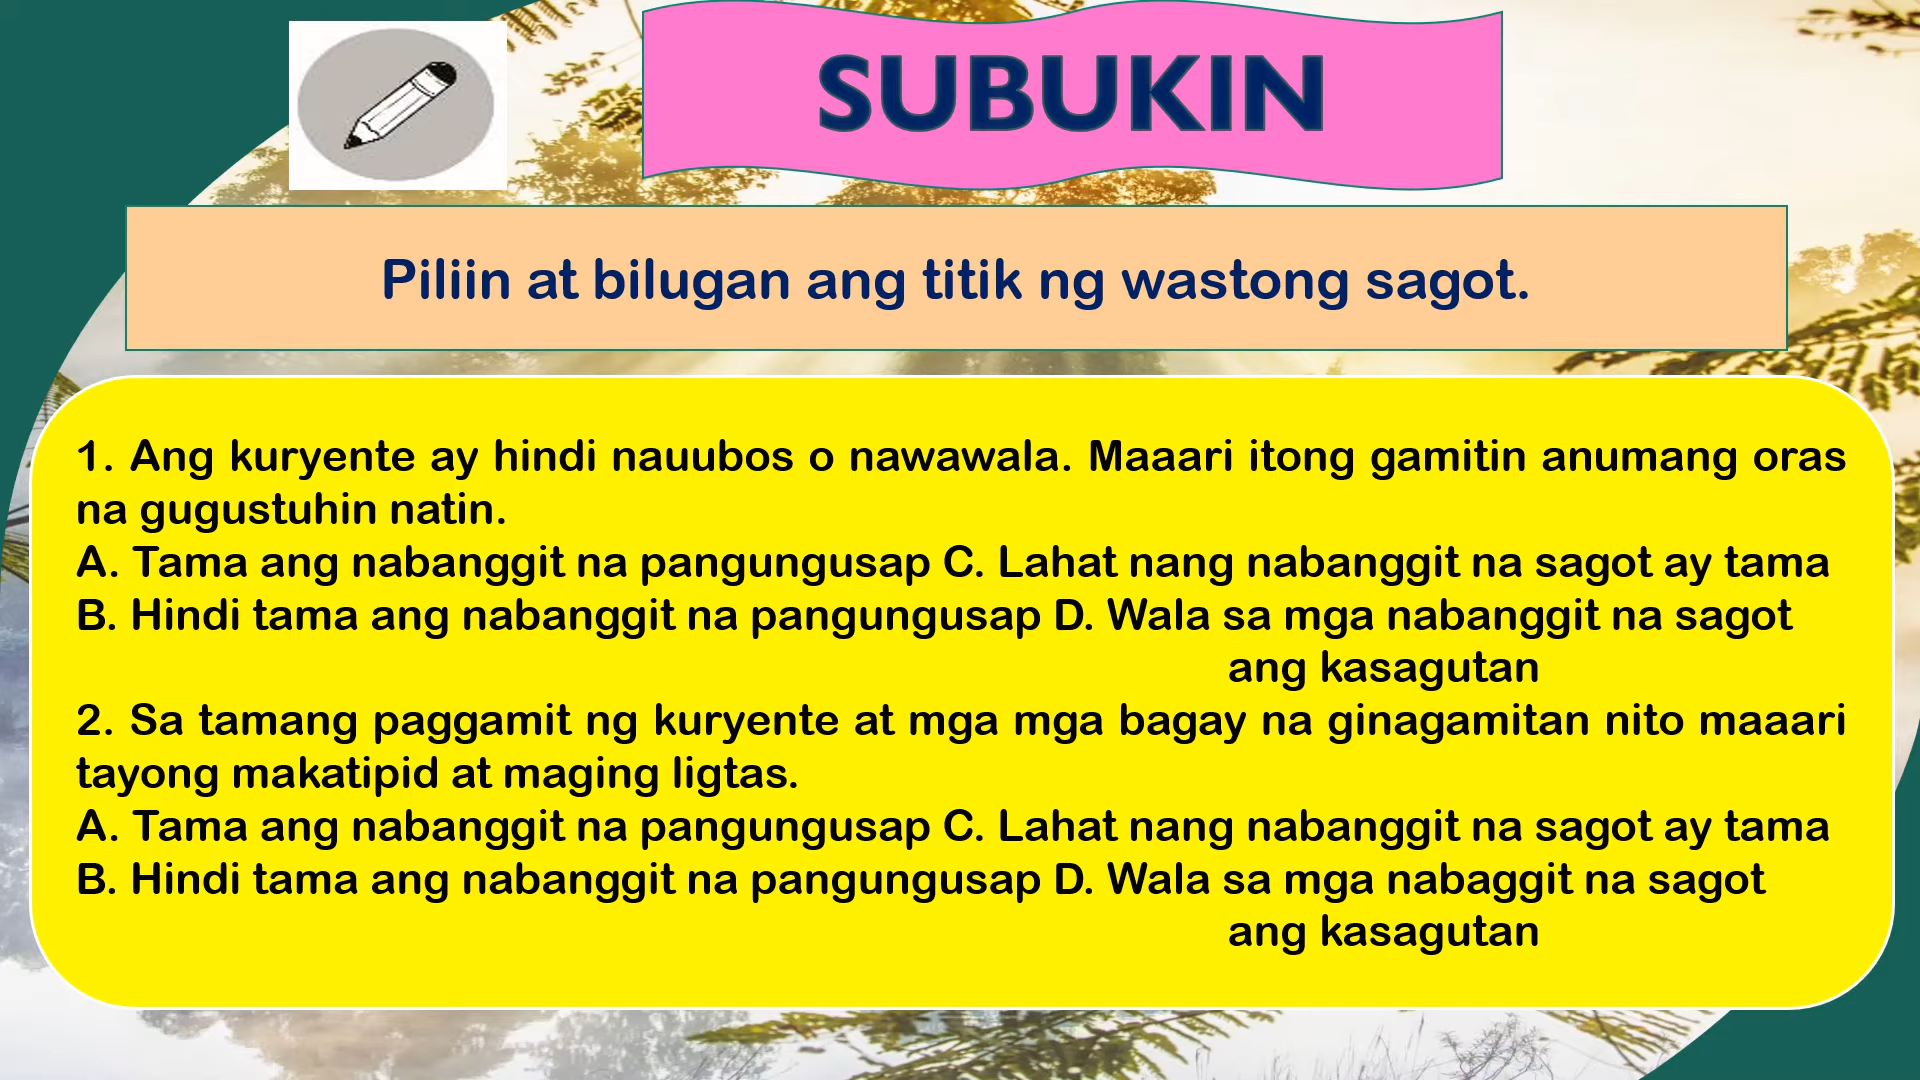 SUBUKIN
Piliin at bilugan ang titik ng wastong sagot.
1. Ang kuryente ay hindi nauubos o nawawala. Maaari itong gamitin anumang oras
na gugustuhin natin.
A. Tama ang nabanggit na pangungusap C. Lahat nang nabanggit na sagot ay tama
B. Hindi tama ang nabanggit na pangungusap D. Wala sa mga nabanggit na sagot
ang kasagutan
2. Sa tamang paggamit ng kuryente at mga mga bagay na ginagamitan nito maaari
tayong makatipid at maging ligtas.
A. Tama ang nabanggit na pangungusap C. Lahat nang nabanggit na sagot ay tama
B. Hindi tama ang nabanggit na pangungusap D. Wala sa mga nabaggit na sagot
ang kasagutan